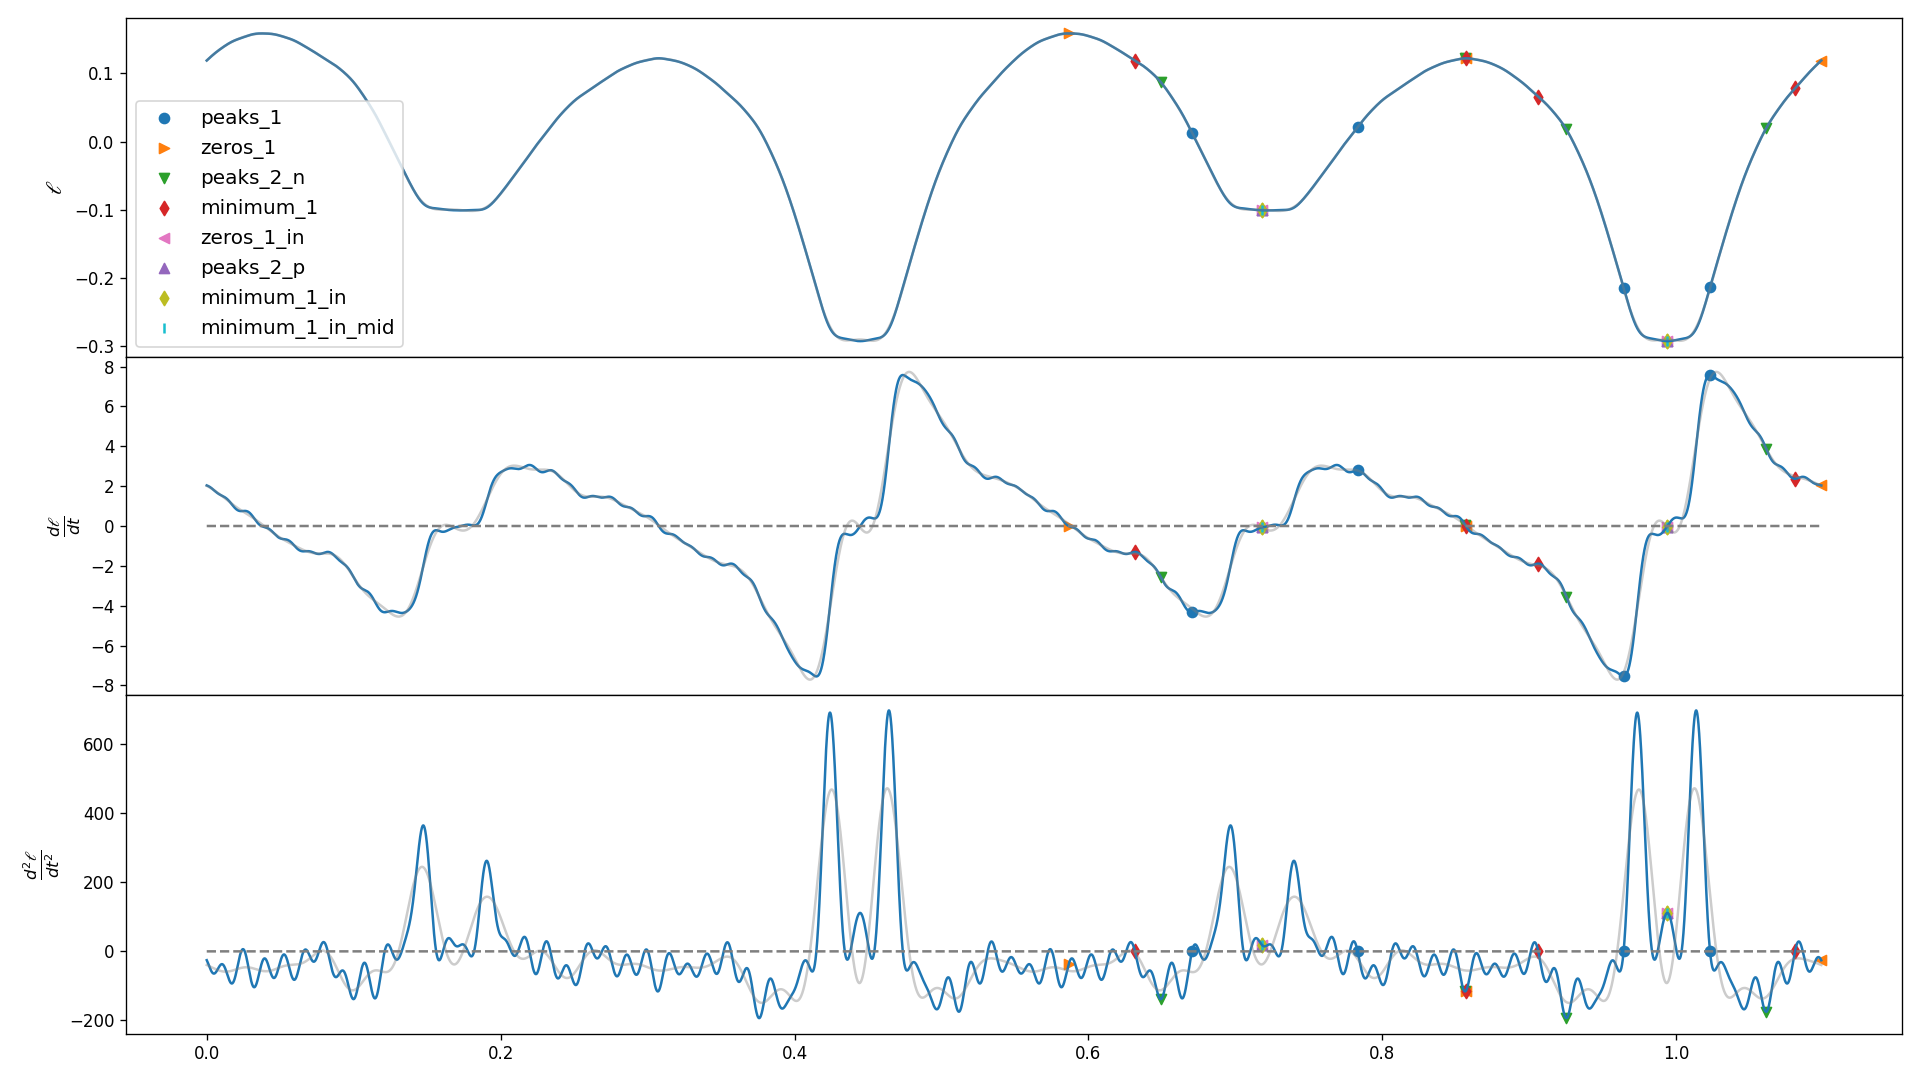 ℓ
0.1
0.0
−0.1
−0.2
−0.3
peaks_1
zeros_1
peaks_2_n
minimum_1
zeros_1_in
peaks_2_p
minimum_1_in
minimum_1_in_mid
dℓ/dt
8
6
4
2
0
−2
−4
−6
−8
d²ℓ/dt²
600
400
200
0
−200
0.0 0.2 0.4 0.6 0.8 1.0